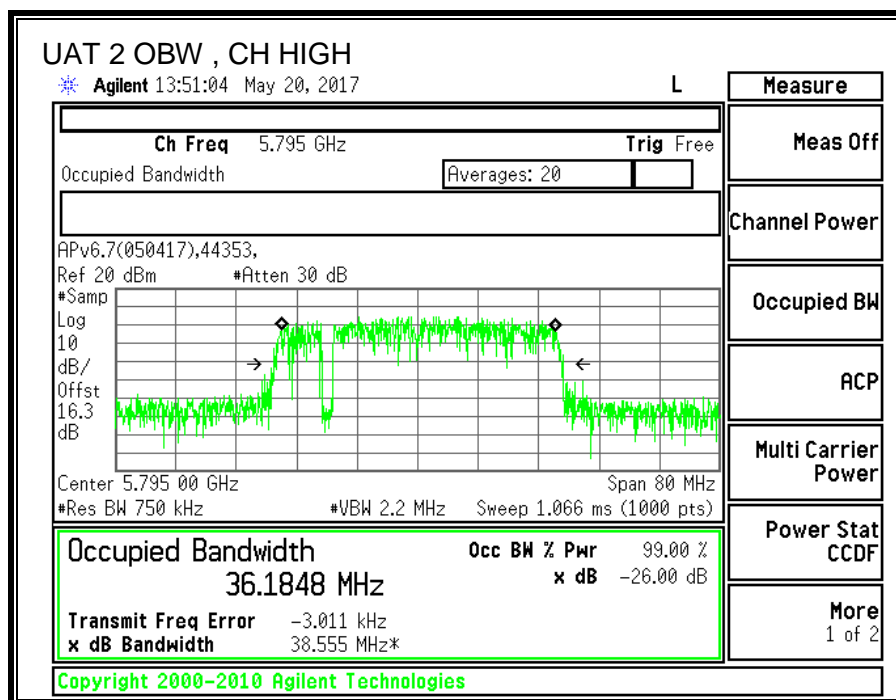 UAT 2 OBW , CH HIGH
Agilent 13:51:04 May 20, 2017 L
Measure
Ch Freq 5.795 GHz Trig Free
Meas Off
Occupied Bandwidth Averages: 20
Channel Power
APv6.7(050417),44353,
Ref 20 dBm #Atten 30 dB
#Samp
Log
10
dB/
Offst
16.3
dB
Occupied BW
ACP
Multi Carrier
Power
Center 5.795 00 GHz Span 80 MHz
#Res BW 750 kHz #VBW 2.2 MHz Sweep 1.066 ms (1000 pts)
Power Stat
CCDF
Occupied Bandwidth Occ BW % Pwr 99.00 %
36.1848 MHz x dB -26.00 dB
Transmit Freq Error -3.011 kHz
x dB Bandwidth 38.555 MHz*
More
1 of 2
Copyright 2000-2010 Agilent Technologies